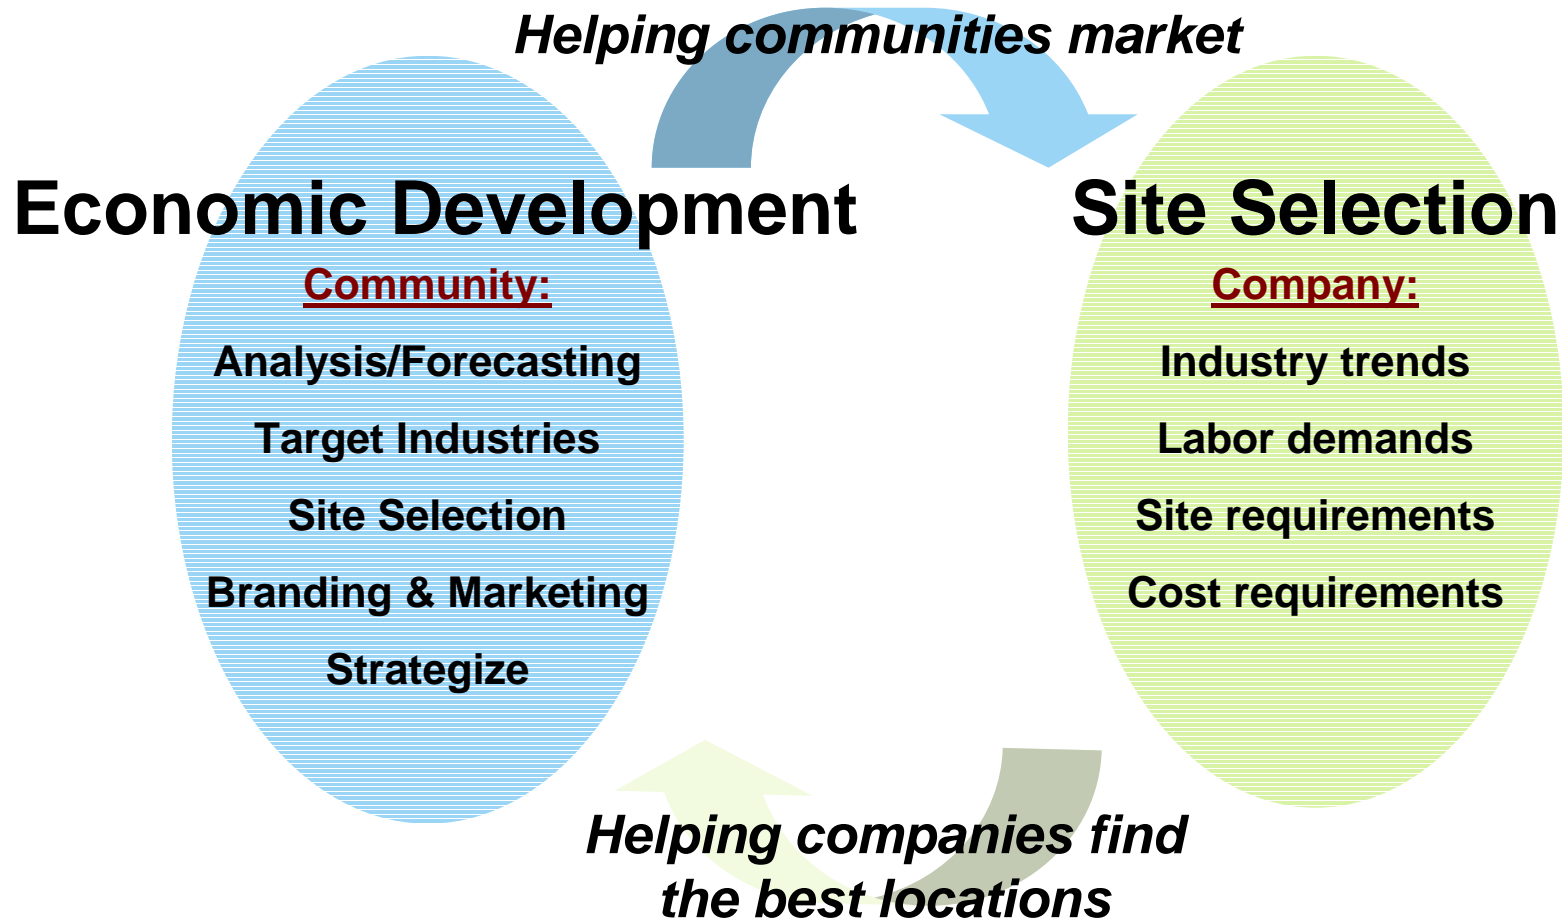 Helping communities market
Economic Development
Community:
Analysis/Forecasting
Target Industries
Site Selection
Branding & Marketing
Strategize
Site Selection
Company:
Industry trends
Labor demands
Site requirements
Cost requirements
Helping companies find
the best locations